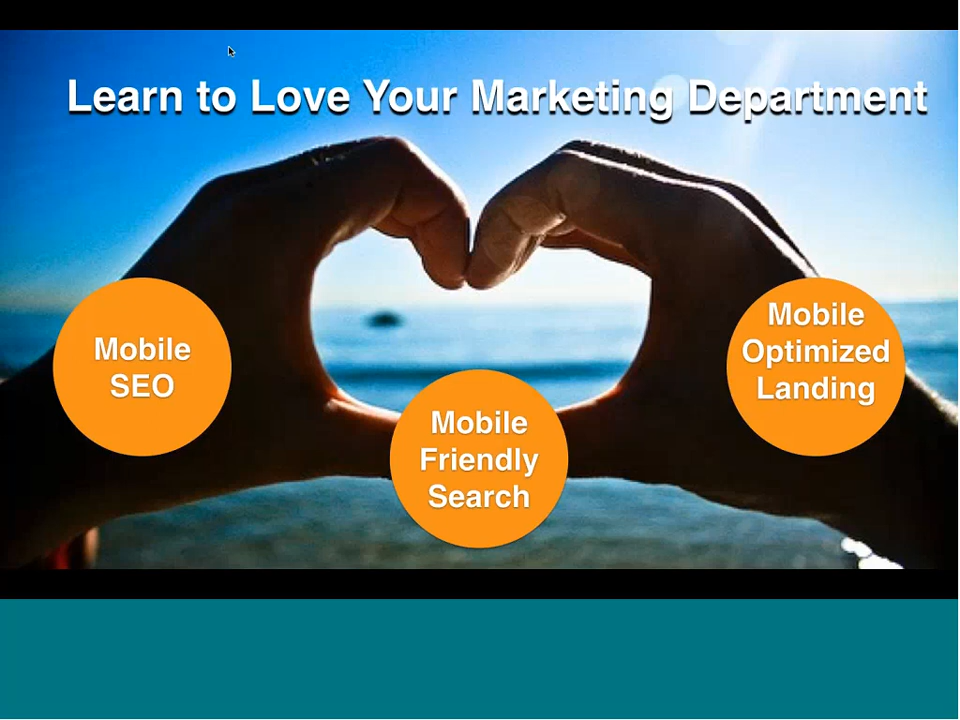 Learn to Love Your Marketing Department
Mobile
SEO
Mobile
Friendly
Search
Mobile
Optimized
Landing